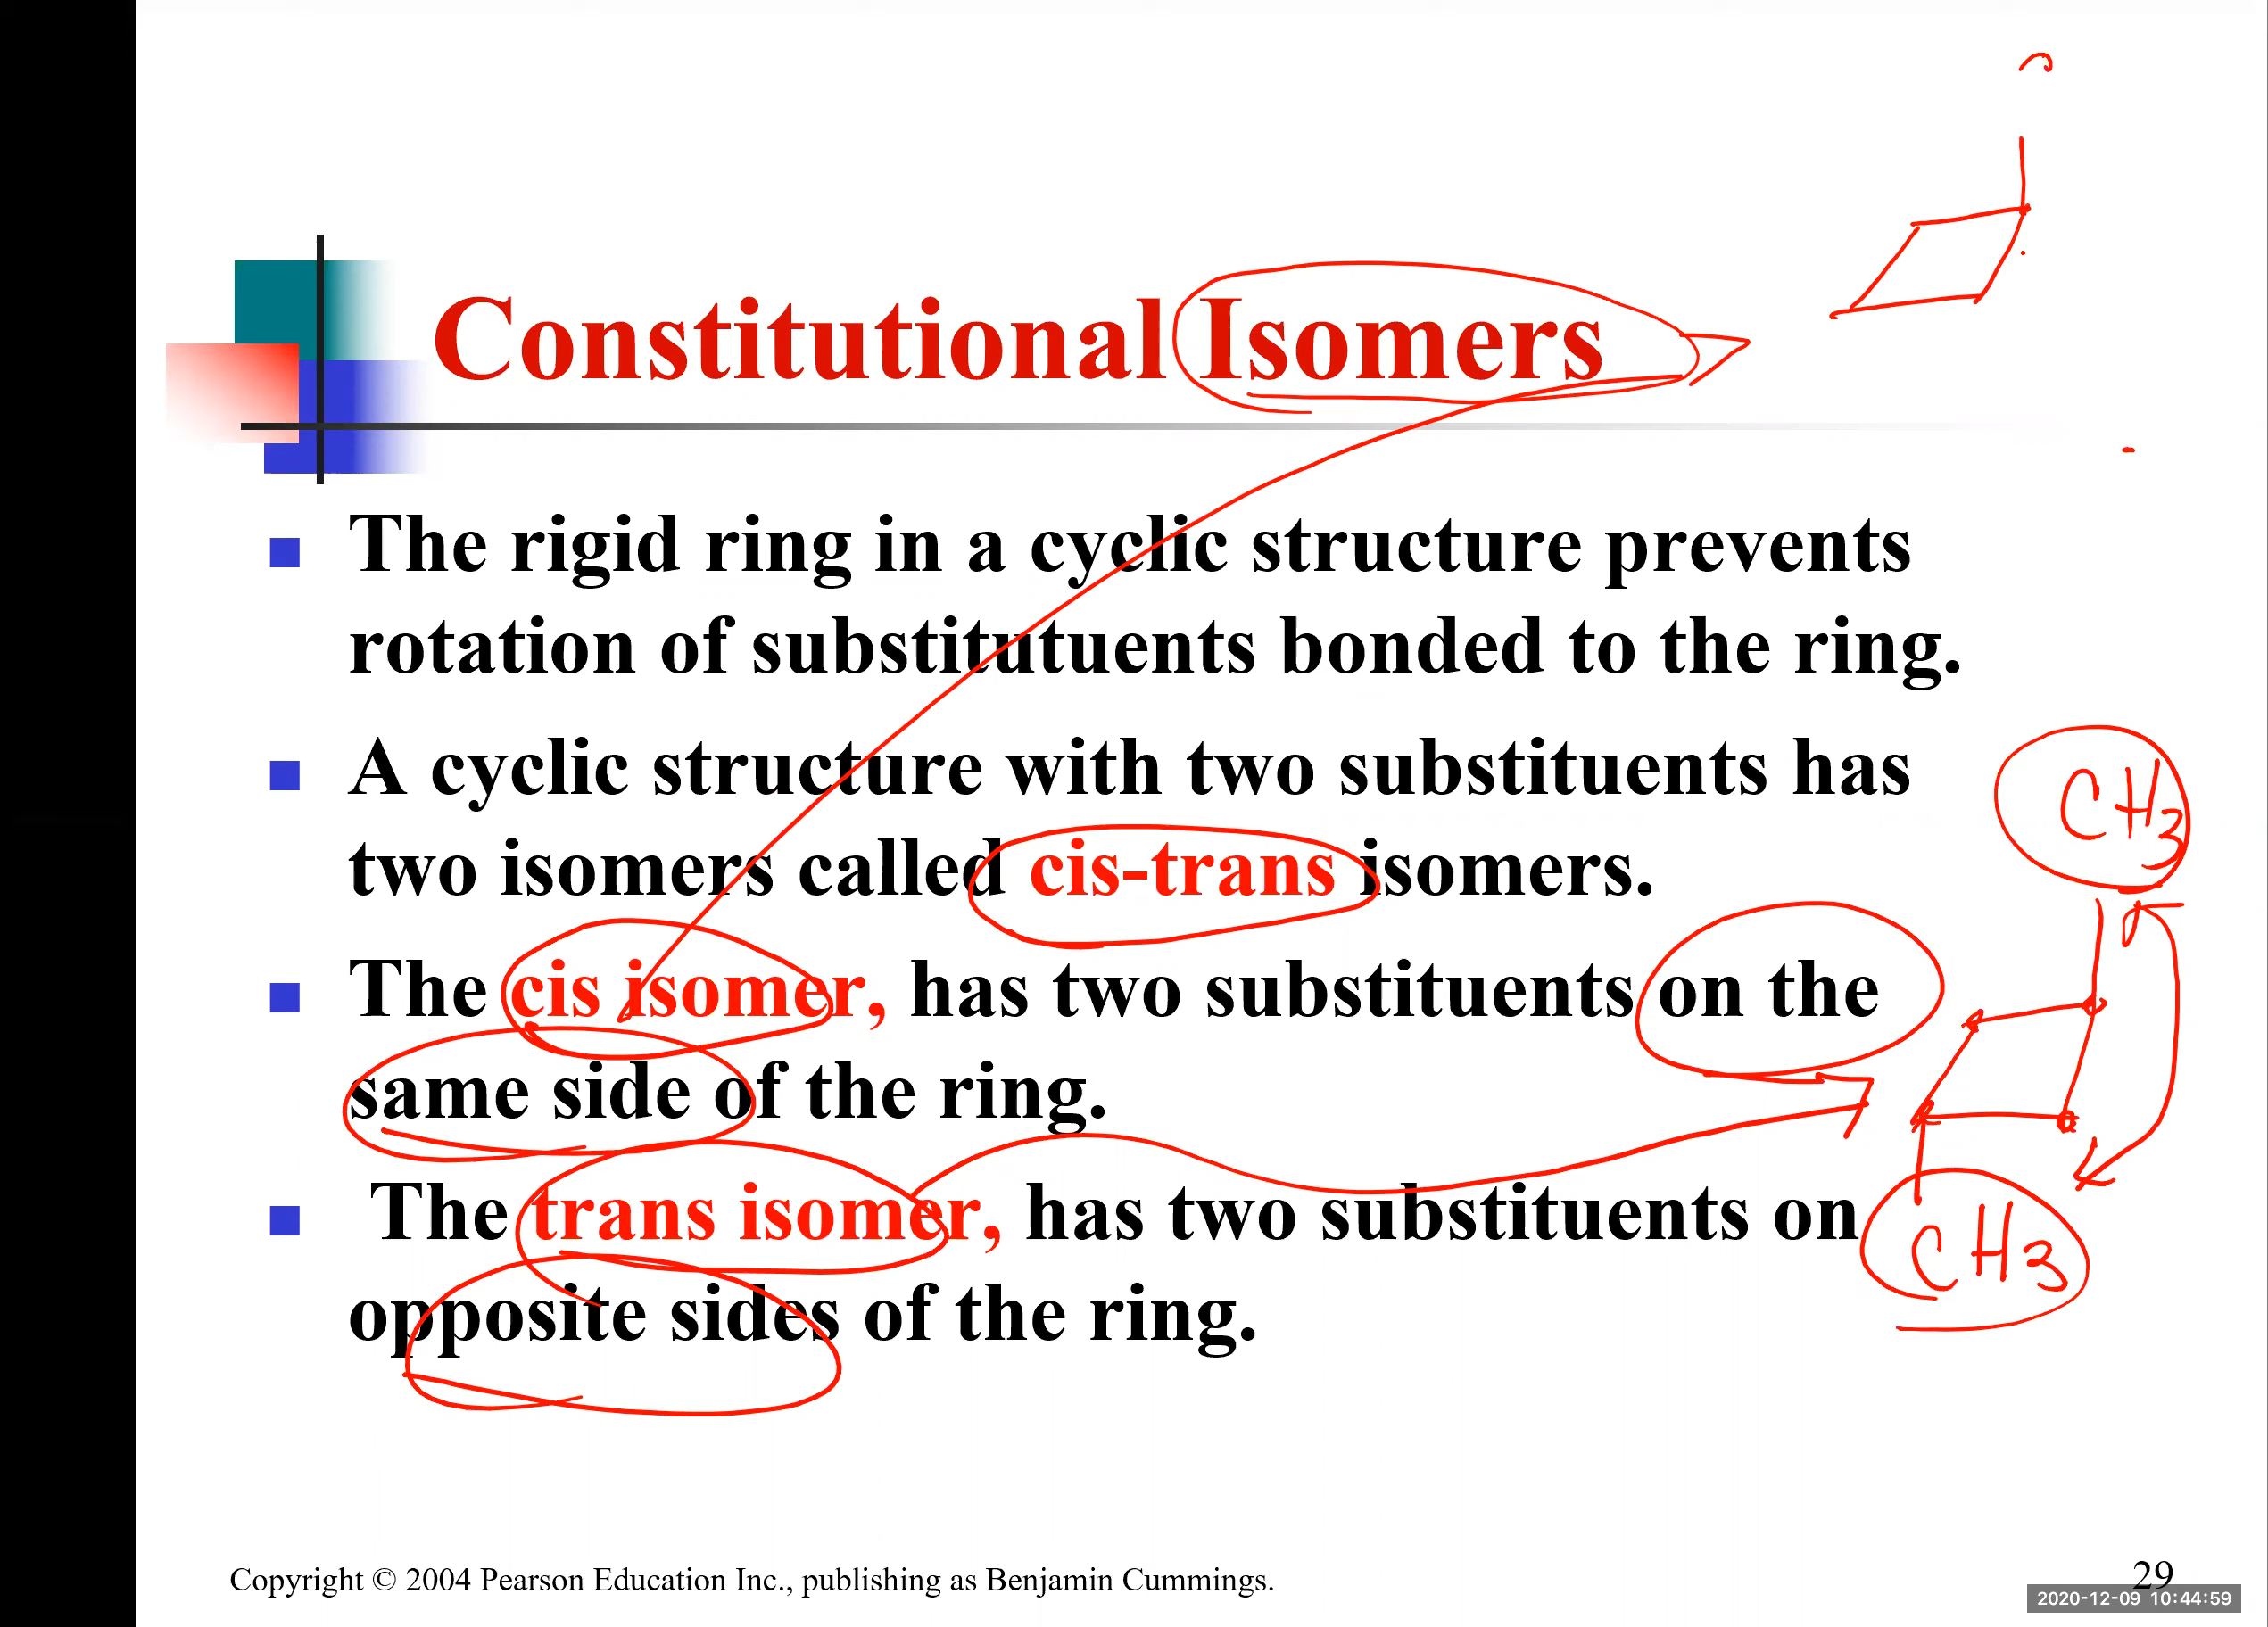 Constitutional Isomers
The rigid ring in a cyclic structure prevents
rotation of substitutuents bonded to the ring.
A cyclic structure with two substituents has
two isomers called cis-trans isomers.
The cis isomer, has two substituents on the
same side of the ring.
The trans isomer, has two substituents on
opposite sides of the ring.
CH3
CH3
Copyright © 2004 Pearson Education Inc., publishing as Benjamin Cummings.
29
2020-12-09 10:44:59